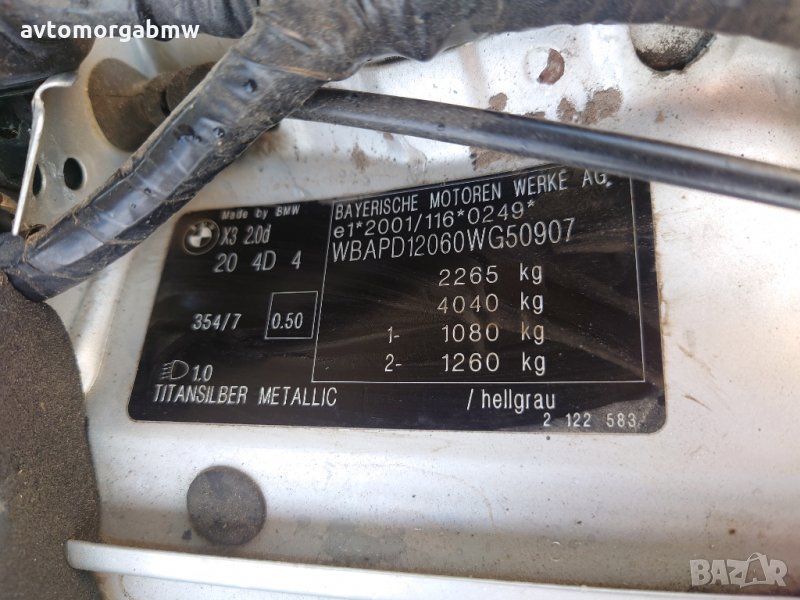 avtomorgabmw
Made by BMW
X3 2.0d
20 4D 4
354/7 0.50
1.0
TITANSILBER METALLIC / hellgrau
BAYERISCHE MOTOREN WERKE AG.
e1*2001/116*0249*
WBAPD12060WG50907
2265 kg
4040 kg
1- 1080 kg
2- 1260 kg
2 122 583
BAZAR